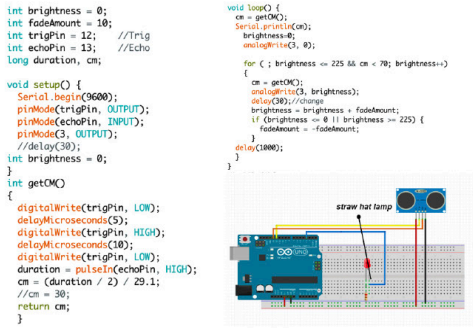 int brightness = 0;
int fadeAmount = 10;
int trigPin = 12;    //Trig
int echoPin = 13;    //Echo
long duration, cm;
void setup() {
  Serial.begin(9600);
  pinMode(trigPin, OUTPUT);
  pinMode(echoPin, INPUT);
  pinMode(3, OUTPUT);
  //delay(30);
int brightness = 0;
}
int getCM()
{
  digitalWrite(trigPin, LOW);
  delayMicroseconds(5);
  digitalWrite(trigPin, HIGH);
  delayMicroseconds(10);
  digitalWrite(trigPin, LOW);
  duration = pulseIn(echoPin, HIGH);
  cm = (duration / 2) / 29.1;
  //cm = 30;
  return cm;
  }
void loop() {
  cm = getCM();
  Serial.println(cm);
    brightness=0;
    analogWrite(3, 0);
    for ( ; brightness <= 225 && cm < 70; brightness++)
    {
      cm = getCM();
      analogWrite(3, brightness);
      delay(30);//change
      brightness = brightness + fadeAmount;
      if (brightness <= 0 || brightness >= 225) {
        fadeAmount = -fadeAmount;
      }
    }
  delay(1000);
}
straw hat lamp
UNO